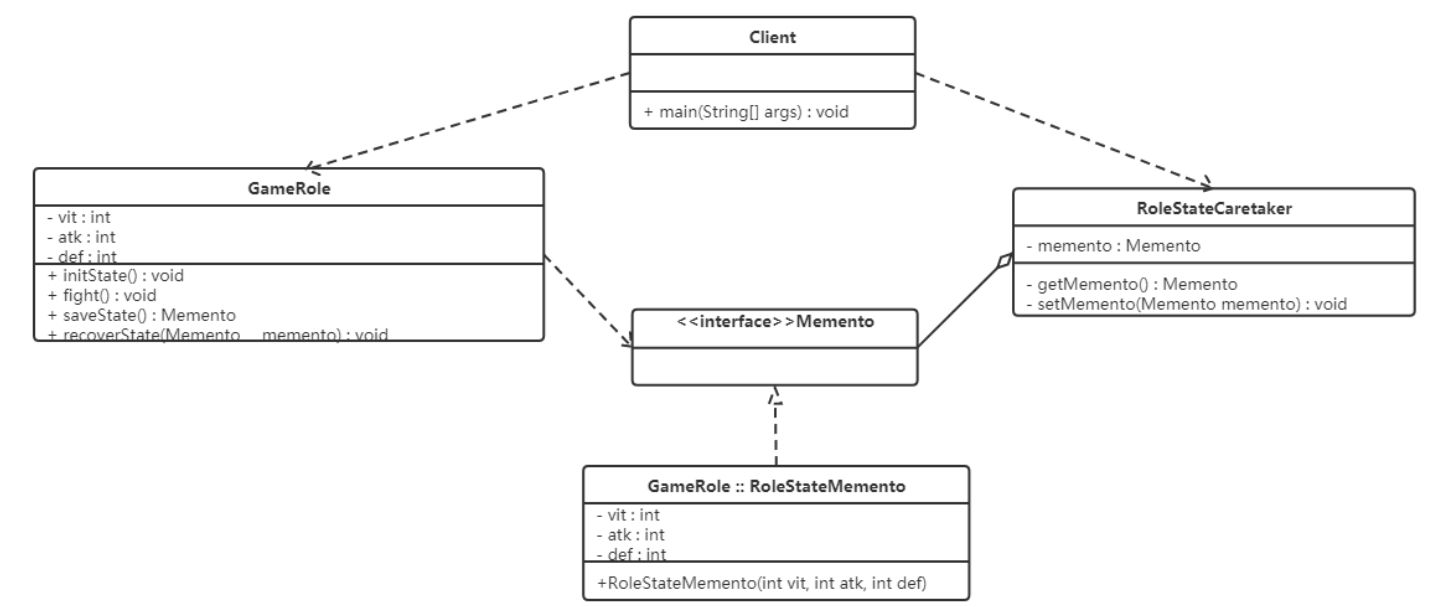 Client
+ main(String[] args) : void
GameRole
- vit : int
- atk : int
- def : int
+ initState() : void
+ fight() : void
+ saveState() : Memento
+ recoverState(Memento memento) : void
RoleStateCaretaker
- memento : Memento
- getMemento() : Memento
- setMemento(Memento memento) : void
<<interface>>Memento
GameRole :: RoleStateMemento
- vit : int
- atk : int
- def : int
+RoleStateMemento(int vit, int atk, int def)